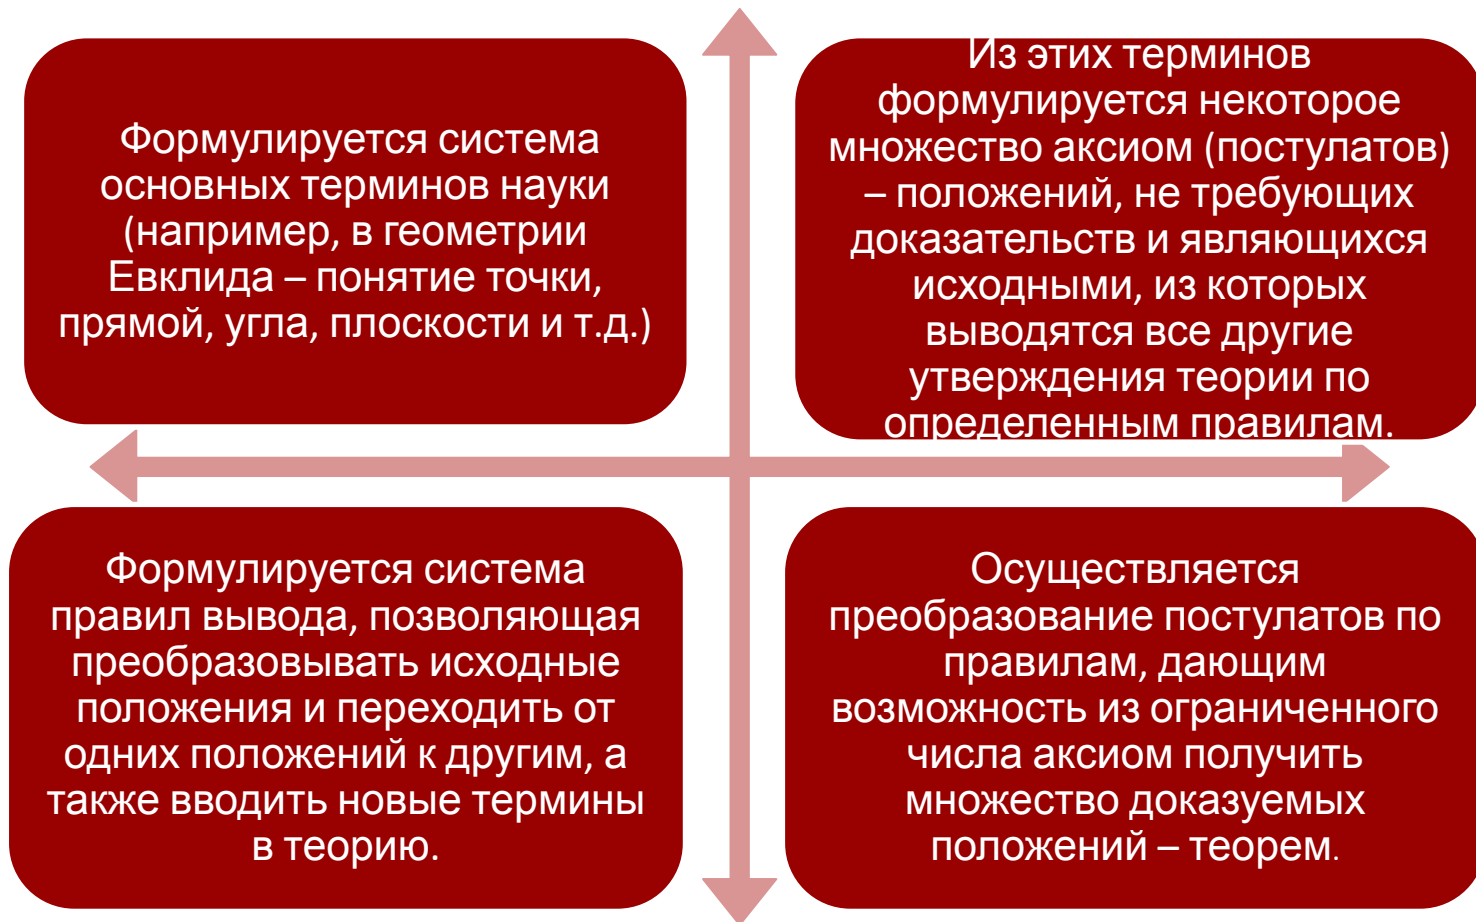 Формулируется система
основных терминов науки
(например, в геометрии
Евклида – понятие точки,
прямой, угла, плоскости и т.д.)
Из этих терминов
формулируется некоторое
множество аксиом (постулатов)
– положений, не требующих
доказательств и являющихся
исходными, из которых
выводятся все другие
утверждения теории по
определенным правилам.
Формулируется система
правил вывода, позволяющая
преобразовывать исходные
положения и переходить от
одних положений к другим, а
также вводить новые термины
в теорию.
Осуществляется
преобразование постулатов по
правилам, дающим
возможность из ограниченного
числа аксиом получить
множество доказуемых
положений – теорем.